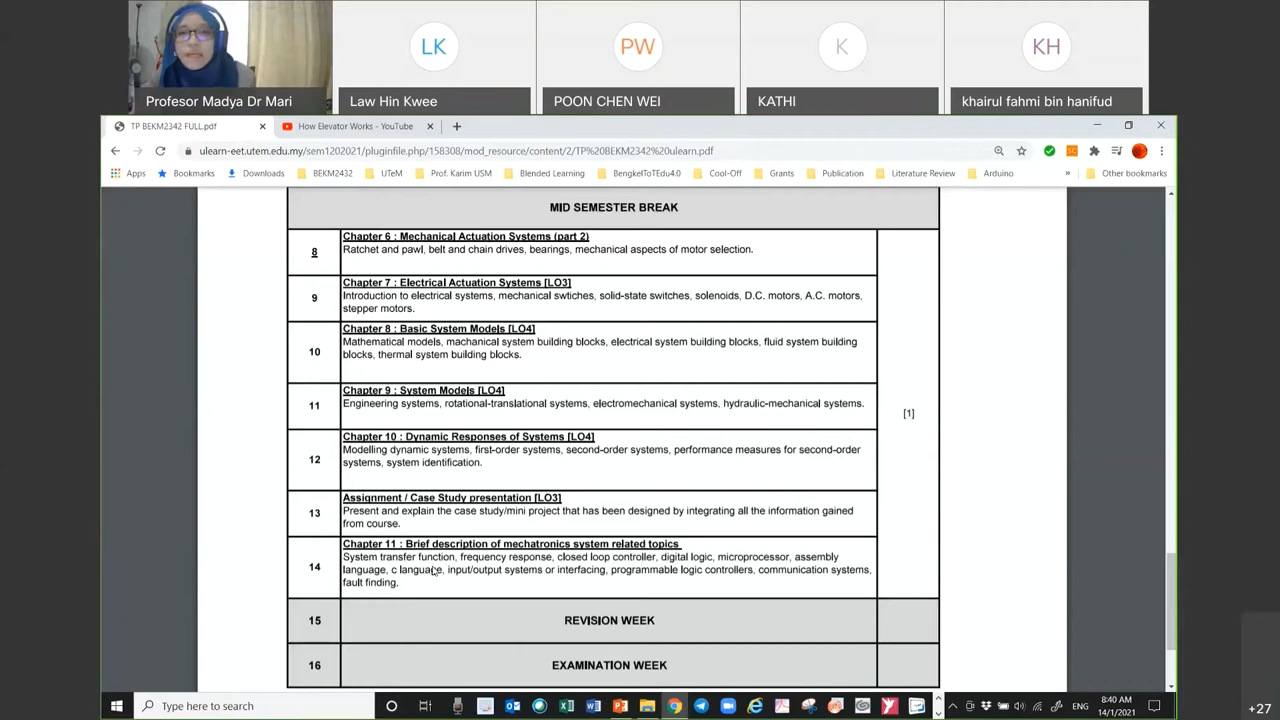 LK
PW
K
KH
Profesor Madya Dr Mari
Law Hin Kwee
POON CHEN WEI
KATHI
khairul fahmi bin hanifud
TP BEKM2342 FULL.pdf
How Elevator Works - YouTube
ulearn-eet.utem.edu.my/sem1202021/pluginfile.php/158308/mod_resource/content/2/TP%20BEKM2342%20ulearn.pdf
SC
Apps
Bookmarks
Downloads
BEKM2432
UTeM
Prof. Karim USM
Blended Learning
BengkelToTEdu4.0
Cool-Off
Grants
Publication
Literature Review
Arduino
»
Other bookmarks
MID SEMESTER BREAK
8
Chapter 6 : Mechanical Actuation Systems (part 2)
Ratchet and pawl, belt and chain drives, bearings, mechanical aspects of motor selection.
9
Chapter 7 : Electrical Actuation Systems [LO3]
Introduction to electrical systems, mechanical swtiches, solid-state switches, solenoids, D.C. motors, A.C. motors,
stepper motors.
10
Chapter 8 : Basic System Models [LO4]
Mathematical models, machanical system building blocks, electrical system building blocks, fluid system building
blocks, thermal system building blocks.
11
Chapter 9 : System Models [LO4]
Engineering systems, rotational-translational systems, electromechanical systems, hydraulic-mechanical systems.
[1]
12
Chapter 10 : Dynamic Responses of Systems [LO4]
Modelling dynamic systems, first-order systems, second-order systems, performance measures for second-order
systems, system identification.
13
Assignment / Case Study presentation [LO3]
Present and explain the case study/mini project that has been designed by integrating all the information gained
from course.
14
Chapter 11 : Brief description of mechatronics system related topics
System transfer function, frequency response, closed loop controller, digital logic, microprocessor, assembly
language, c language, input/output systems or interfacing, programmable logic controllers, communication systems,
fault finding.
15
REVISION WEEK
16
EXAMINATION WEEK
Type here to search
ENG
8:40 AM
14/1/2021
+27